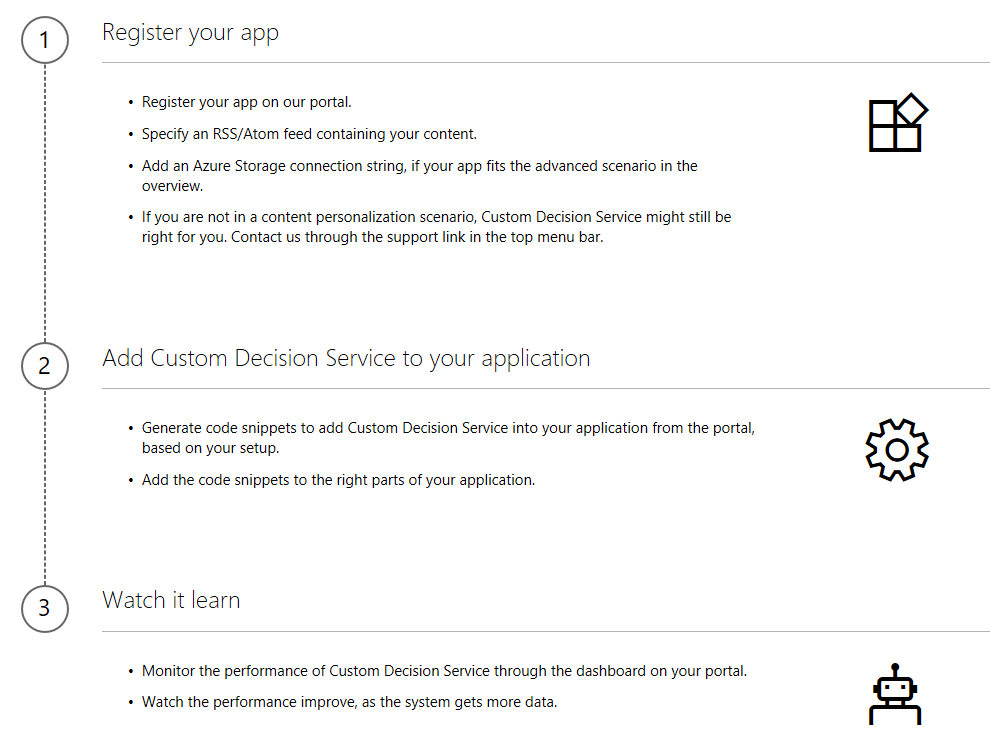 1
Register your app
• Register your app on our portal.
• Specify an RSS/Atom feed containing your content.
• Add an Azure Storage connection string, if your app fits the advanced scenario in the
overview.
• If you are not in a content personalization scenario, Custom Decision Service might still be
right for you. Contact us through the support link in the top menu bar.
2
Add Custom Decision Service to your application
• Generate code snippets to add Custom Decision Service into your application from the portal,
based on your setup.
• Add the code snippets to the right parts of your application.
3
Watch it learn
• Monitor the performance of Custom Decision Service through the dashboard on your portal.
• Watch the performance improve, as the system gets more data.